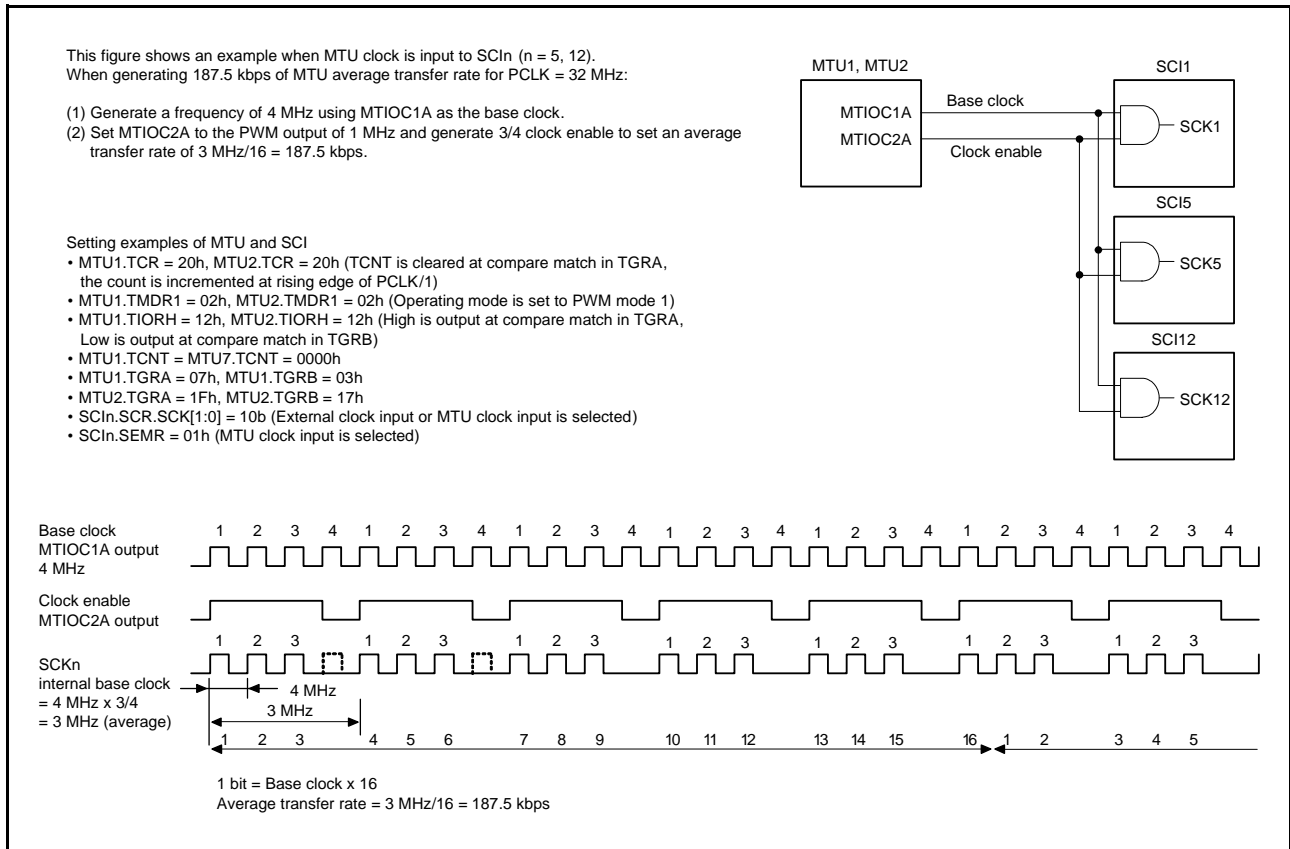 This figure shows an example when MTU clock is input to SCIn (n = 5, 12).
When generating 187.5 kbps of MTU average transfer rate for PCLK = 32 MHz:
(1) Generate a frequency of 4 MHz using MTIOC1A as the base clock.
(2) Set MTIOC2A to the PWM output of 1 MHz and generate 3/4 clock enable to set an average
transfer rate of 3 MHz/16 = 187.5 kbps.
Setting examples of MTU and SCI
• MTU1.TCR = 20h, MTU2.TCR = 20h (TCNT is cleared at compare match in TGRA,
the count is incremented at rising edge of PCLK/1)
• MTU1.TMDR1 = 02h, MTU2.TMDR1 = 02h (Operating mode is set to PWM mode 1)
• MTU1.TIORH = 12h, MTU2.TIORH = 12h (High is output at compare match in TGRA,
Low is output at compare match in TGRB)
• MTU1.TCNT = MTU7.TCNT = 0000h
• MTU1.TGRA = 07h, MTU1.TGRB = 03h
• MTU2.TGRA = 1Fh, MTU2.TGRB = 17h
• SCIn.SCR.SCK[1:0] = 10b (External clock input or MTU clock input is selected)
• SCIn.SEMR = 01h (MTU clock input is selected)
MTU1, MTU2
MTIOC1A
MTIOC2A
Base clock
Clock enable
SCI1
SCK1
SCI5
SCK5
SCI12
SCK12
Base clock
MTIOC1A output
4 MHz
1 2 3 4 1 2 3 4 1 2 3 4 1 2 3 4 1 2 3 4 1 2 3 4 1 2 3 4
Clock enable
MTIOC2A output
1 2 3 1 2 3 1 2 3 1 2 3 1 2 3 1 2 3 1 2 3
SCKn
internal base clock
= 4 MHz x 3/4
= 3 MHz (average)
4 MHz
3 MHz
1 2 3 4 5 6 7 8 9 10 11 12 13 14 15 16 1 2 3 4 5
1 bit = Base clock x 16
Average transfer rate = 3 MHz/16 = 187.5 kbps